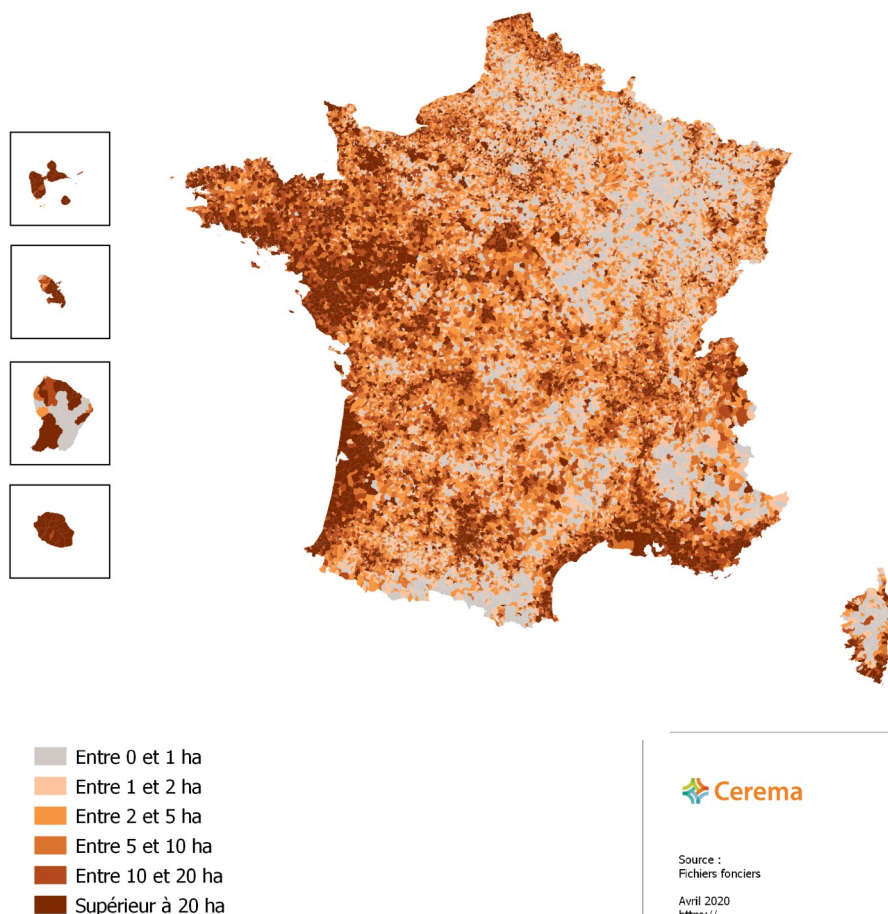 Entre 0 et 1 ha
Entre 1 et 2 ha
Entre 2 et 5 ha
Entre 5 et 10 ha
Entre 10 et 20 ha
Supérieur à 20 ha
Cerema
Source :
Fichiers fonciers
Avril 2020
https://